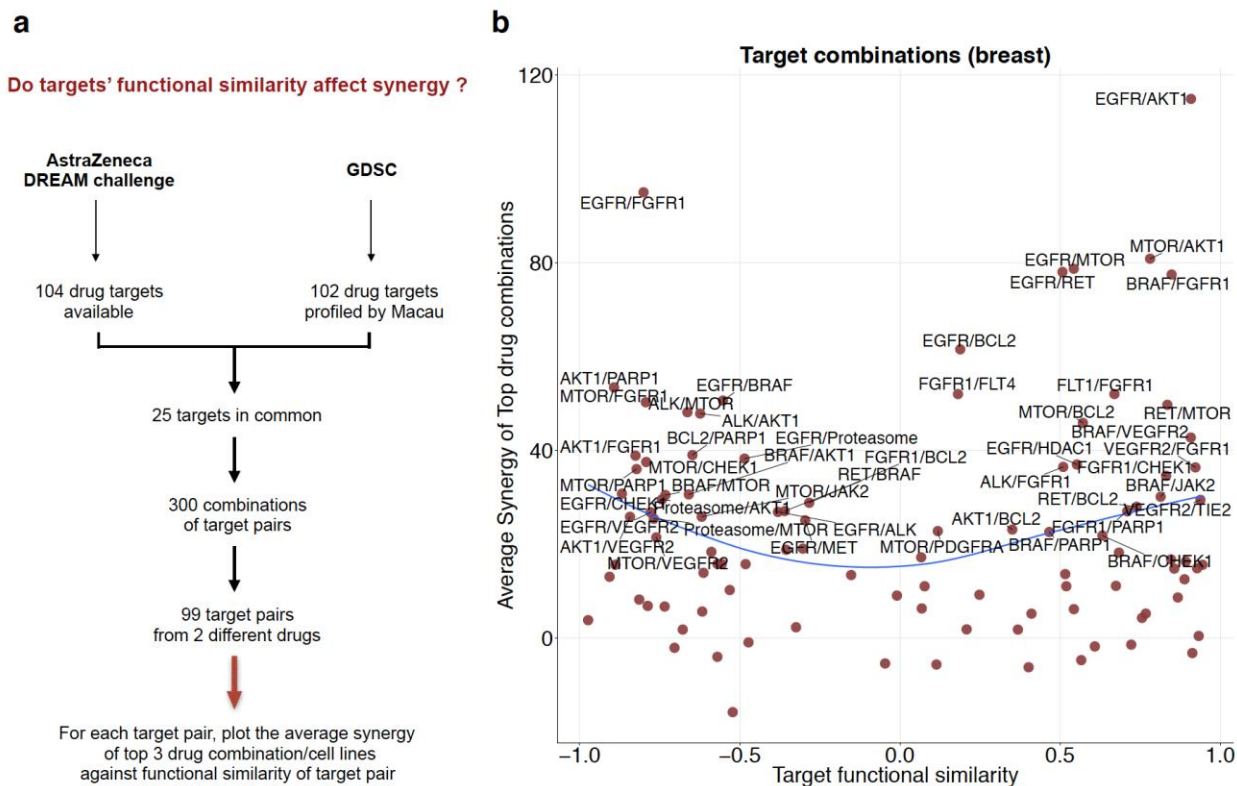 a
Do targets' functional similarity affect synergy ?
AstraZeneca
DREAM challenge
GDSC
104 drug targets
available
102 drug targets
profiled by Macau
25 targets in common
300 combinations
of target pairs
99 target pairs
from 2 different drugs
For each target pair, plot the average synergy
of top 3 drug combination/cell lines
against functional similarity of target pair
b
Target combinations (breast)
Average Synergy of Top drug combinations
120
80
40
0
EGFR/AKT1
EGFR/FGFR1
MTOR/AKT1
EGFR/MTOR
EGFR/RET
BRAF/FGFR1
EGFR/BCL2
AKT1/PARP1
EGFR/BRAF
FGFR1/FLT4
FLT1/FGFR1
MTOR/FGFR1
ALK/MTOR
ALK/AKT1
MTOR/BCL2
RET/MTOR
BRAF/VEGFR2
AKT1/FGFR1
BCL2/PARP1
EGFR/Proteasome
EGFR/HDAC1
VEGFR2/FGFR1
BRAF/AKT1
FGFR1/BCL2
MTOR/CHEK1
RET/BRAF
ALK/FGFR1
FGFR1/CHEK1
MTOR/PARP1
BRAF/MTOR
MTOR/JAK2
BRAF/JAK2
EGFR/CHEK1
Proteasome/AKT1
RET/BCL2
VEGFR2/TIE2
EGFR/VEGFR2
Proteasome/MTOR
EGFR/ALK
AKT1/BCL2
FGFR1/PARP1
AKT1/VEGFR2
EGFR/MET
MTOR/PDGFRA
BRAF/PARP1
MTOR/VEGFR2
BRAF/CHEK1
−1.0
−0.5
0.0
0.5
1.0
Target functional similarity